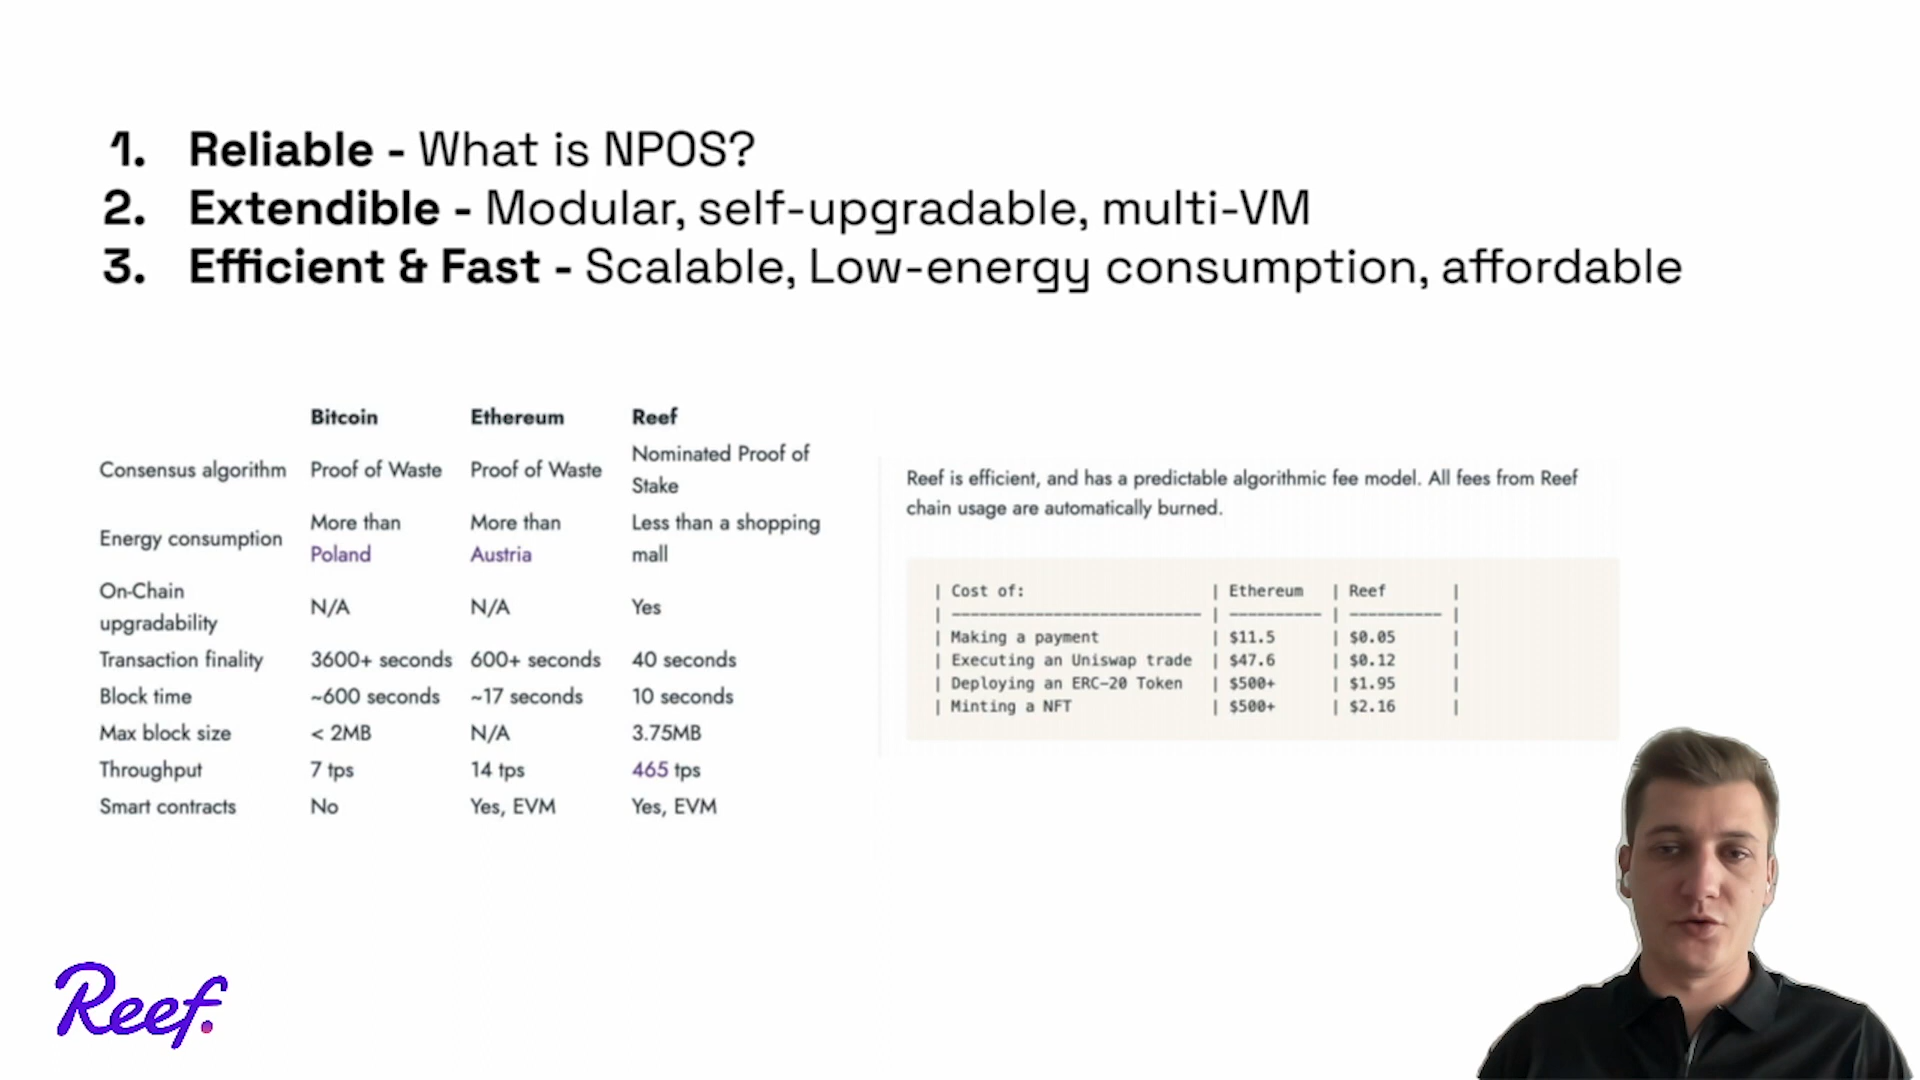 1. Reliable - What is NPOS?
2. Extendible - Modular, self-upgradable, multi-VM
3. Efficient & Fast - Scalable, Low-energy consumption, affordable
Bitcoin Ethereum Reef
Consensus algorithm Proof of Waste Proof of Waste Nominated Proof of Stake
Energy consumption More than Poland More than Austria Less than a shopping mall
On-Chain upgradability N/A N/A Yes
Transaction finality 3600+ seconds 600+ seconds 40 seconds
Block time ~600 seconds ~17 seconds 10 seconds
Max block size < 2MB N/A 3.75MB
Throughput 7 tps 14 tps 465 tps
Smart contracts No Yes, EVM Yes, EVM
Reef is efficient, and has a predictable algorithmic fee model. All fees from Reef
chain usage are automatically burned.
| Cost of: | Ethereum | Reef |
| --------------------------- | ---------- | ---------- |
| Making a payment | $11.5 | $0.05 |
| Executing an Uniswap trade | $47.6 | $0.12 |
| Deploying an ERC-20 Token | $500+ | $1.95 |
| Minting a NFT | $500+ | $2.16 |
Reef.